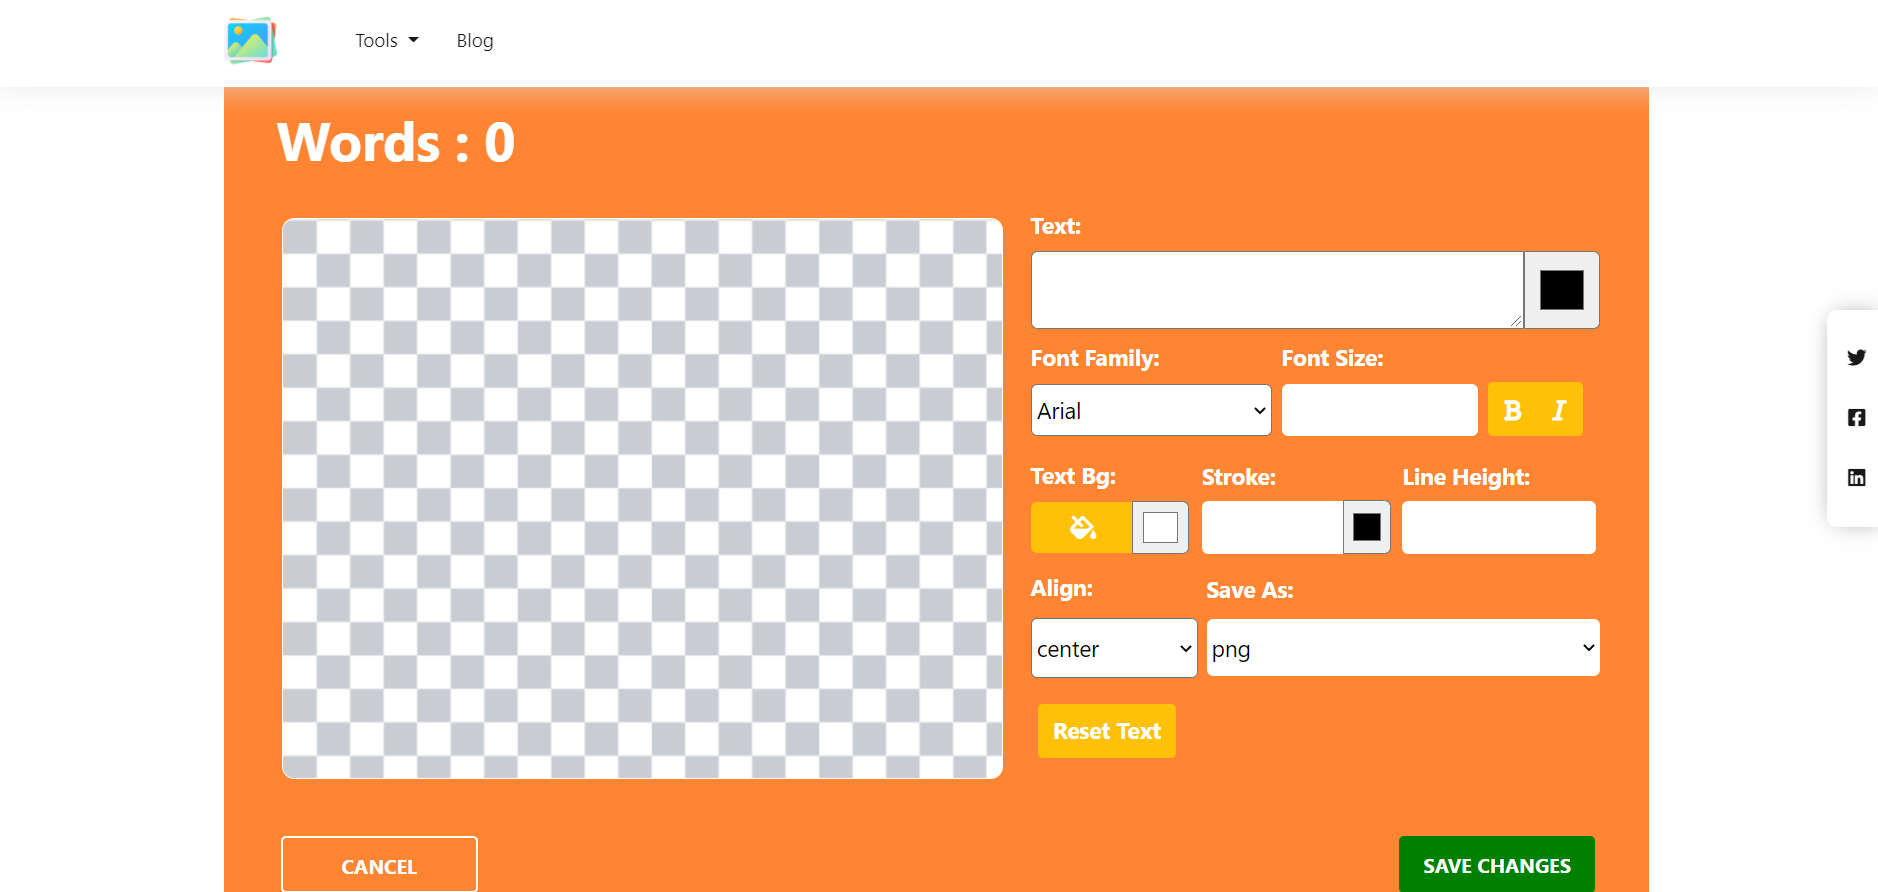 Tools Blog
Words : 0
Text:
Font Family: Font Size:
Arial B I
Text Bg: Stroke: Line Height:
Align: Save As:
center png
Reset Text
CANCEL SAVE CHANGES